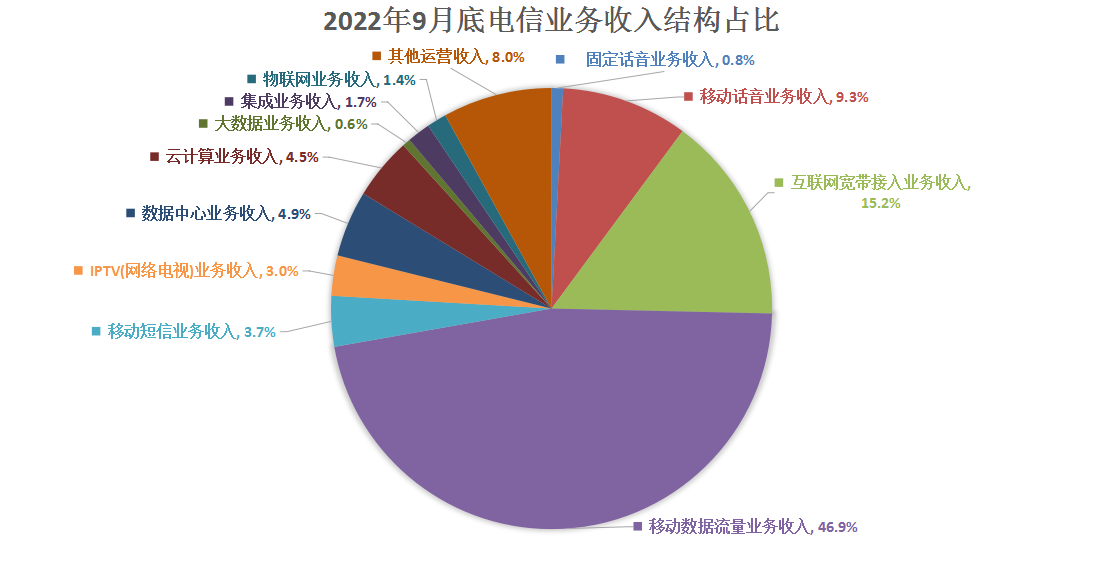 2022年9月底电信业务收入结构占比
其他运营收入, 8.0%
固定话音业务收入, 0.8%
物联网业务收入, 1.4%
移动话音业务收入, 9.3%
集成业务收入, 1.7%
大数据业务收入, 0.6%
云计算业务收入, 4.5%
互联网宽带接入业务收入,
15.2%
数据中心业务收入, 4.9%
IPTV(网络电视)业务收入, 3.0%
移动短信业务收入, 3.7%
移动数据流量业务收入, 46.9%